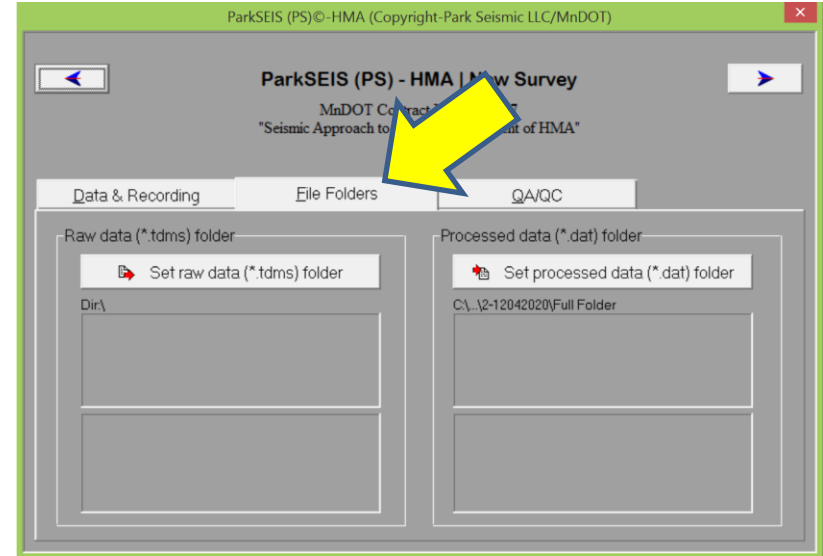 ParkSEIS (PS)©-HMA (Copyright-Park Seismic LLC/MnDOT)
ParkSEIS (PS) - HMA | New Survey
MnDOT
"Seismic Approach to of HMA"
Data & Recording
File Folders
QA/QC
Raw data (*.tdms) folder
Set raw data (*.tdms) folder
Dir:\
Processed data (*.dat) folder
Set processed data (*.dat) folder
C:\...\2-12042020\Full Folder